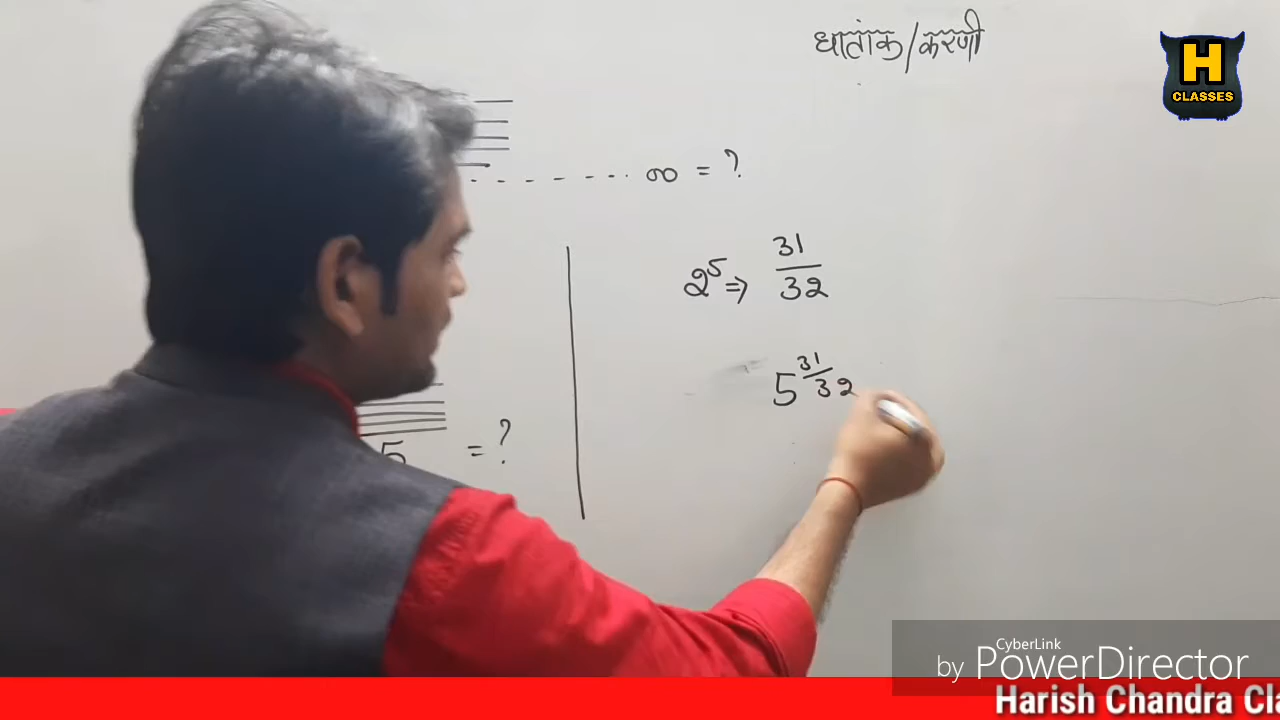 घातांक/करणी
H
CLASSES
- - - - ..... ∞ = ?
2⁵ ⇒ 31/32
5^(31/32)
5 = ?
CyberLink
by PowerDirector
Harish Chandra Cla